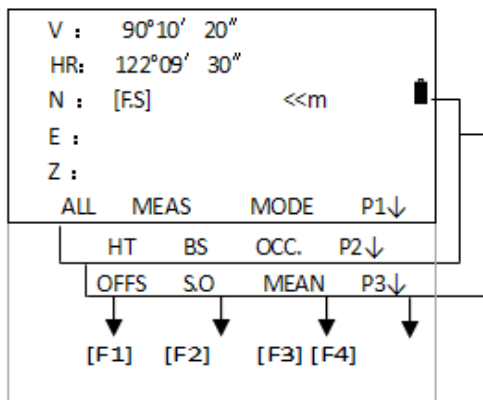 V : 90°10′ 20″
HR: 122°09′ 30″
N : [F.S] <<m
E :
Z :
ALL MEAS MODE P1↓
HT BS OCC. P2↓
OFFS S.O MEAN P3↓
[F1] [F2] [F3] [F4]